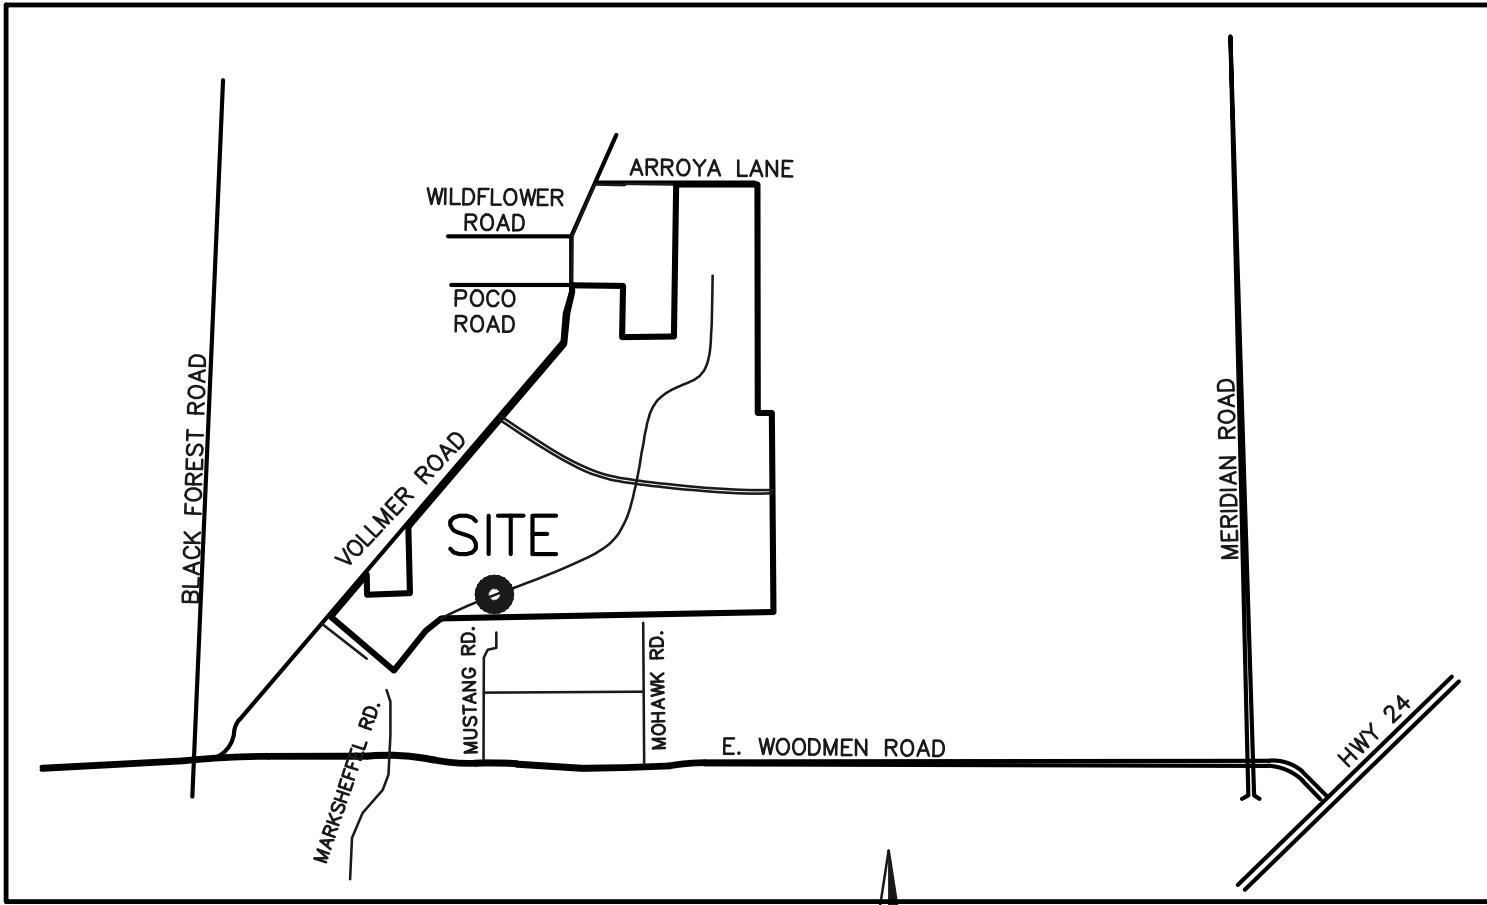 ARROYA LANE
WILDFLOWER
ROAD
POCO
ROAD
BLACK FOREST ROAD
VOLLMER ROAD
SITE
MERIDIAN ROAD
MUSTANG RD.
MOHAWK RD.
MARKSHEFFEL RD.
E. WOODMEN ROAD
HWY 24